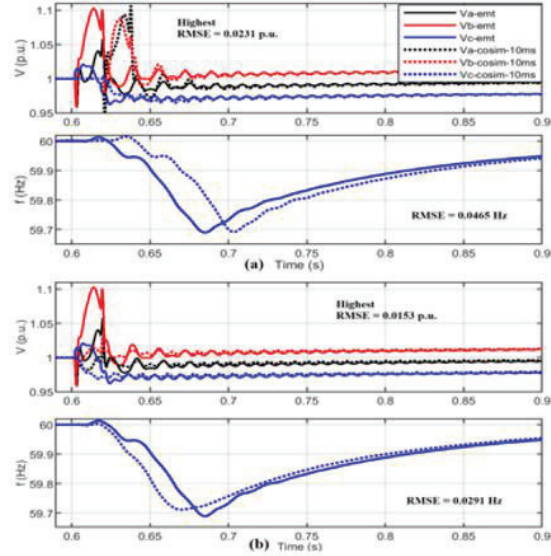 1.1
1.05
1
0.95
V (p.u.)
Highest
RMSE = 0.0231 p.u.
Va-emt
Vb-emt
Vc-emt
Va-cosim-10ms
Vb-cosim-10ms
Vc-cosim-10ms
0.6 0.65 0.7 0.75 0.8 0.85 0.9
60
59.9
59.8
59.7
f (Hz)
RMSE = 0.0465 Hz
0.6 0.65 0.7 0.75 0.8 0.85 0.9
(a) Time (s)
1.1
1.05
1
0.95
V (p.u.)
Highest
RMSE = 0.0153 p.u.
0.6 0.65 0.7 0.75 0.8 0.85 0.9
60
59.9
59.8
59.7
f (Hz)
RMSE = 0.0291 Hz
0.6 0.65 0.7 0.75 0.8 0.85 0.9
(b) Time (s)